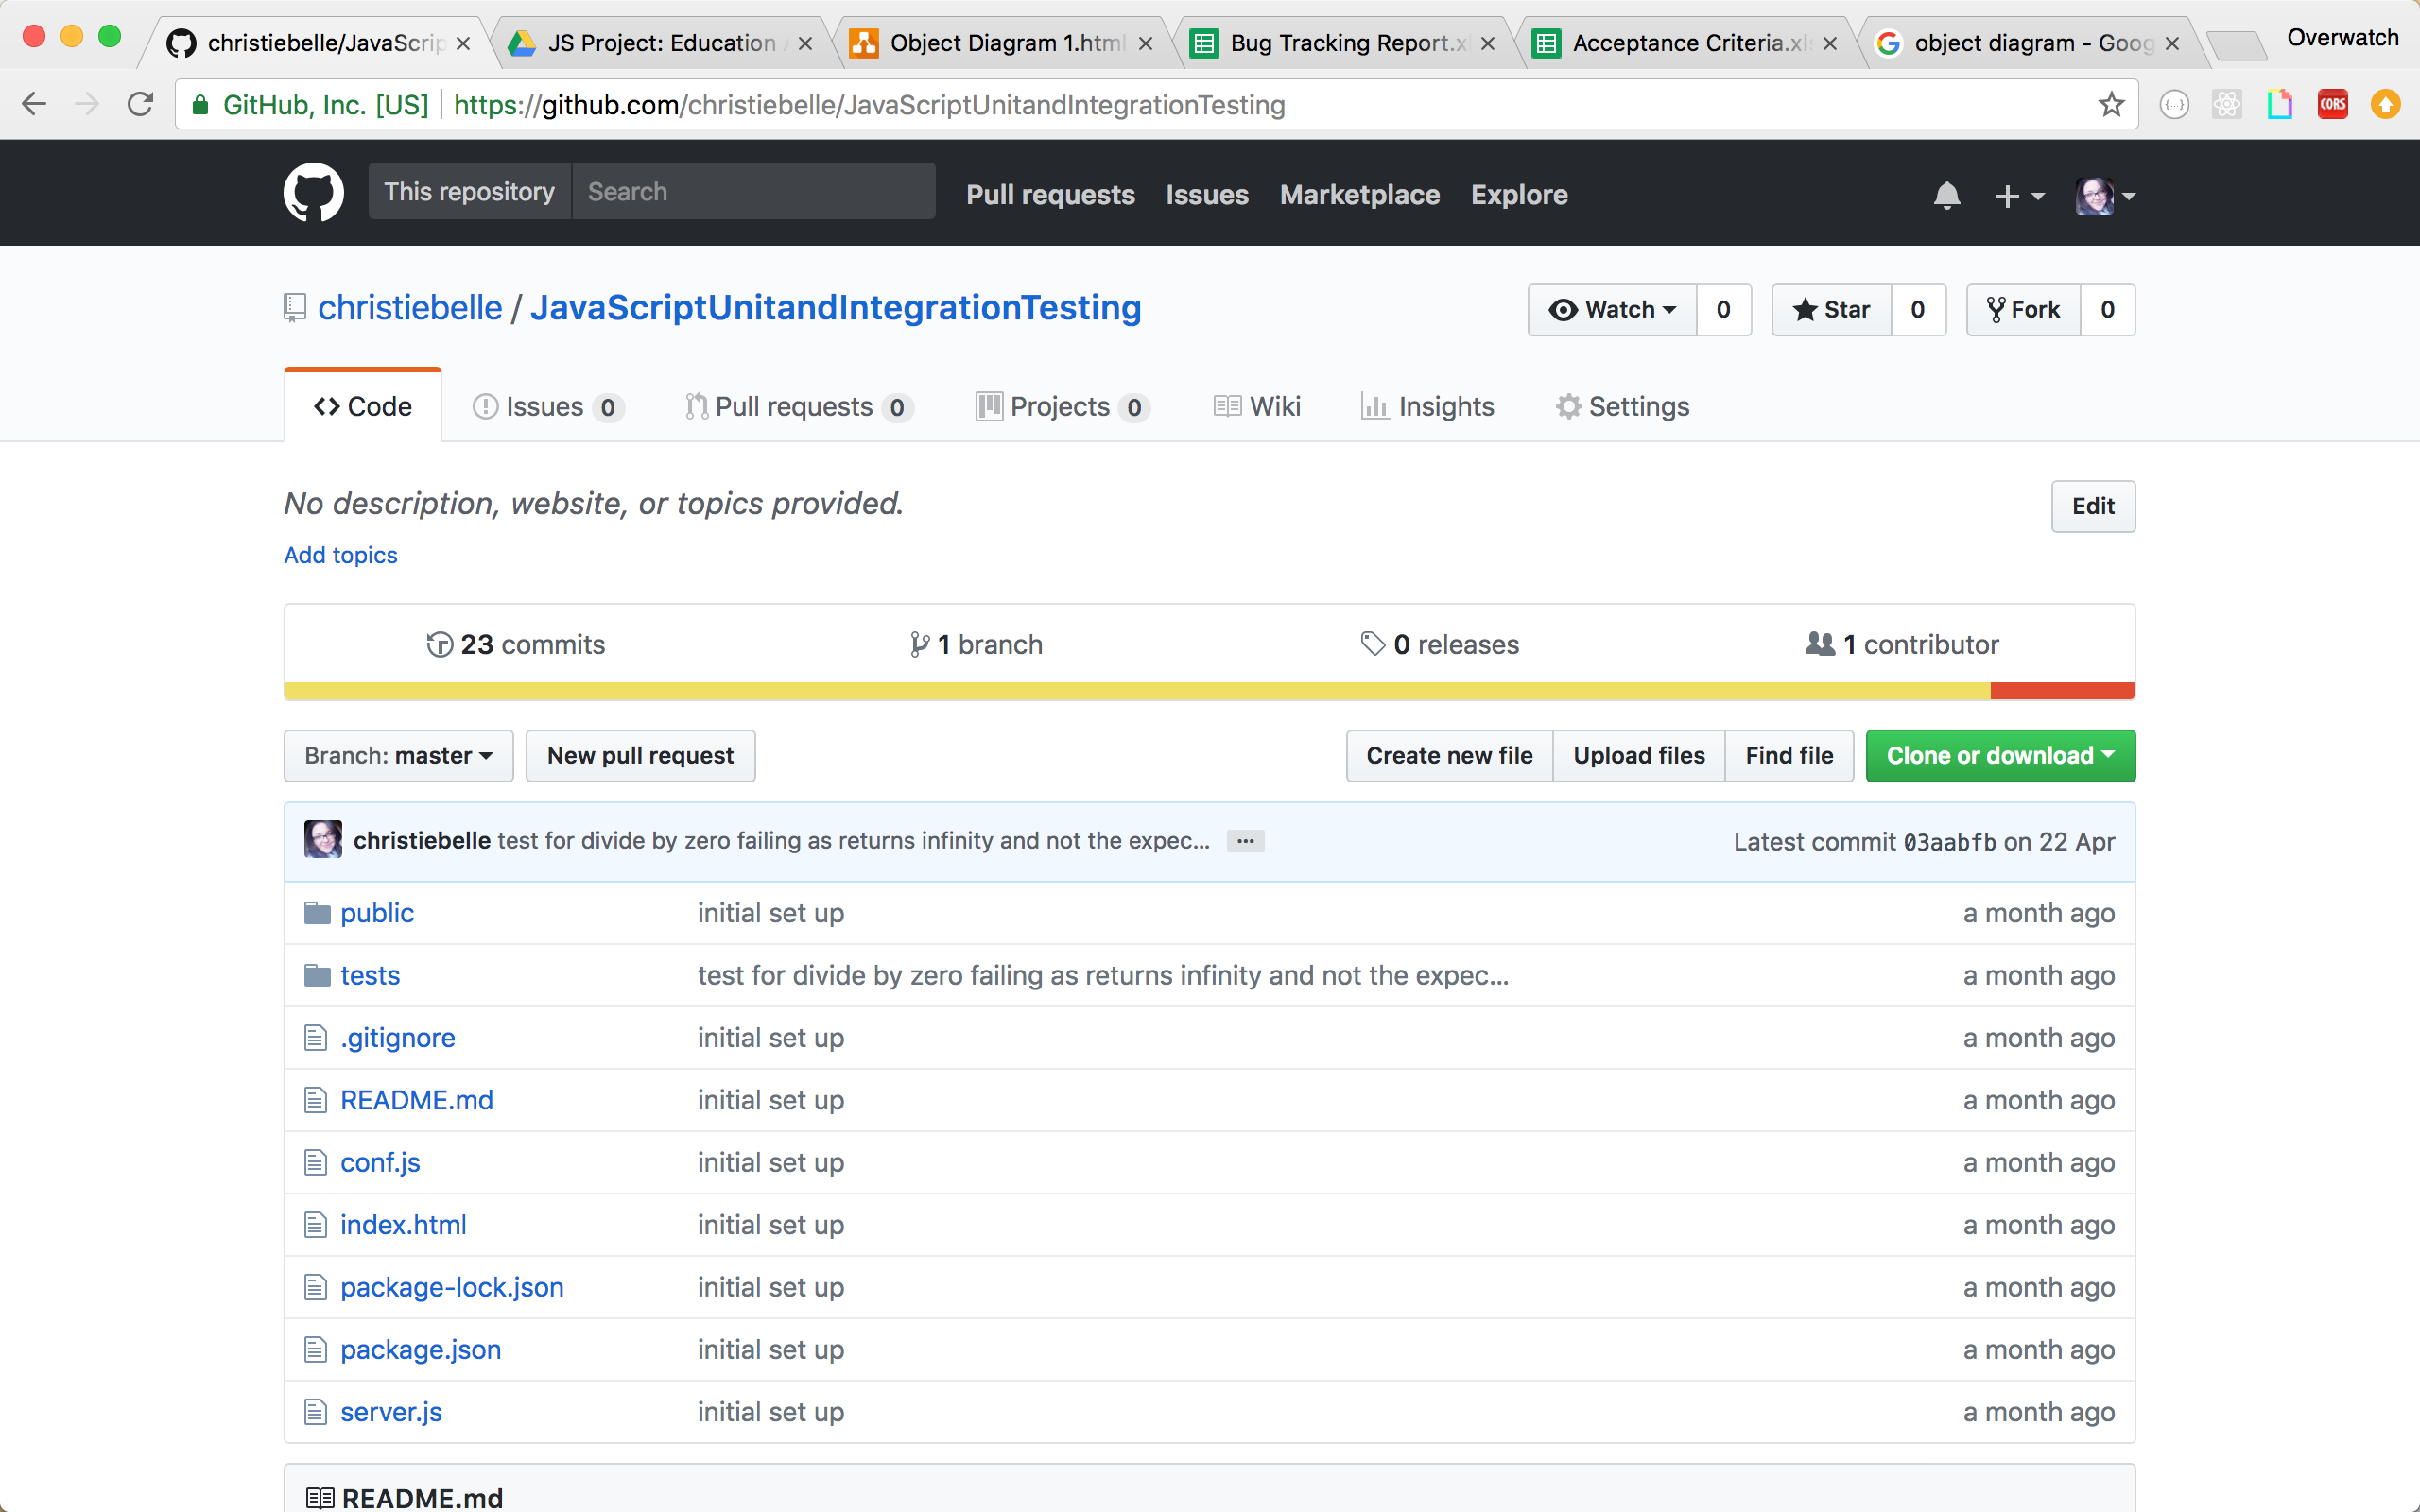 christiebelle/JavaScrip
JS Project: Education
Object Diagram 1.html
Bug Tracking Report.xl
Acceptance Criteria.xls
object diagram - Goog
Overwatch
GitHub, Inc. [US] https://github.com/christiebelle/JavaScriptUnitandIntegrationTesting
{...}
CORS
This repository Search Pull requests Issues Marketplace Explore
christiebelle / JavaScriptUnitandIntegrationTesting
Watch 0 Star 0 Fork 0
Code Issues 0 Pull requests 0 Projects 0 Wiki Insights Settings
No description, website, or topics provided. Edit
Add topics
23 commits 1 branch 0 releases 1 contributor
Branch: master New pull request Create new file Upload files Find file Clone or download
christiebelle test for divide by zero failing as returns infinity and not the expec... ... Latest commit 03aabfb on 22 Apr
public initial set up a month ago
tests test for divide by zero failing as returns infinity and not the expec... a month ago
.gitignore initial set up a month ago
README.md initial set up a month ago
conf.js initial set up a month ago
index.html initial set up a month ago
package-lock.json initial set up a month ago
package.json initial set up a month ago
server.js initial set up a month ago
README.md